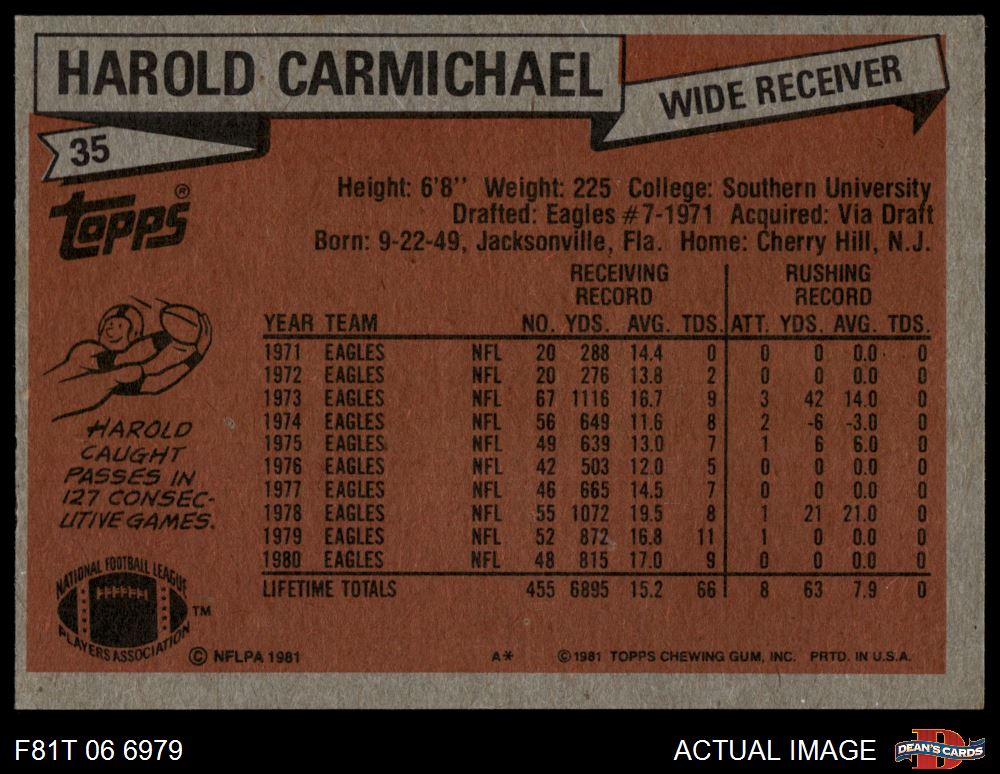 HAROLD CARMICHAEL
WIDE RECEIVER
35
Topps®
Height: 6'8" Weight: 225 College: Southern University
Drafted: Eagles #7-1971 Acquired: Via Draft
Born: 9-22-49, Jacksonville, Fla. Home: Cherry Hill, N.J.
RECEIVING RECORD RUSHING RECORD
YEAR TEAM NO. YDS. AVG. TDS. ATT. YDS. AVG. TDS.
1971 EAGLES NFL 20 288 14.4 0 0 0 0.0 0
1972 EAGLES NFL 20 276 13.8 2 0 0 0.0 0
1973 EAGLES NFL 67 1116 16.7 9 3 42 14.0 0
1974 EAGLES NFL 56 649 11.6 8 2 -6 -3.0 0
1975 EAGLES NFL 49 639 13.0 7 1 6 6.0 0
1976 EAGLES NFL 42 503 12.0 5 0 0 0.0 0
1977 EAGLES NFL 46 665 14.5 7 0 0 0.0 0
1978 EAGLES NFL 55 1072 19.5 8 1 21 21.0 0
1979 EAGLES NFL 52 872 16.8 11 1 0 0.0 0
1980 EAGLES NFL 48 815 17.0 9 0 0 0.0 0
LIFETIME TOTALS 455 6895 15.2 66 8 63 7.9 0
HAROLD
CAUGHT
PASSES IN
127 CONSEC-
UTIVE GAMES.
NATIONAL FOOTBALL LEAGUE
PLAYERS ASSOCIATION
TM
© NFLPA 1981 A* © 1981 TOPPS CHEWING GUM, INC. PRTD. IN U.S.A.
F81T 06 6979 ACTUAL IMAGE
DEAN'S CARDS